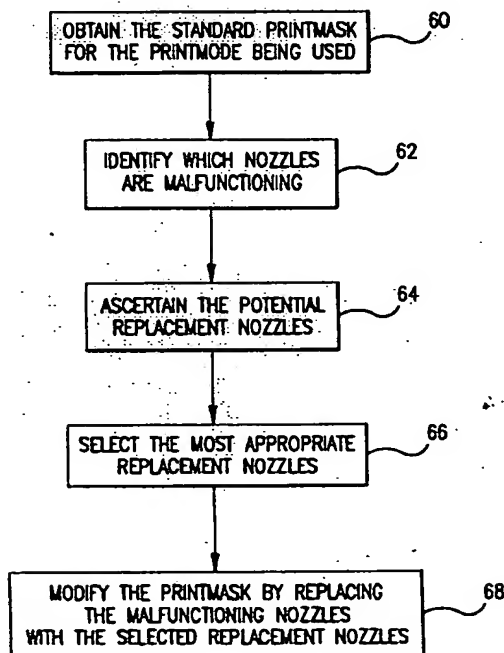 OBTAIN THE STANDARD PRINTMASK
FOR THE PRINTMODE BEING USED
60
IDENTIFY WHICH NOZZLES
ARE MALFUNCTIONING
62
ASCERTAIN THE POTENTIAL
REPLACEMENT NOZZLES
64
SELECT THE MOST APPROPRIATE
REPLACEMENT NOZZLES
66
MODIFY THE PRINTMASK BY REPLACING
THE MALFUNCTIONING NOZZLES
WITH THE SELECTED REPLACEMENT NOZZLES
68